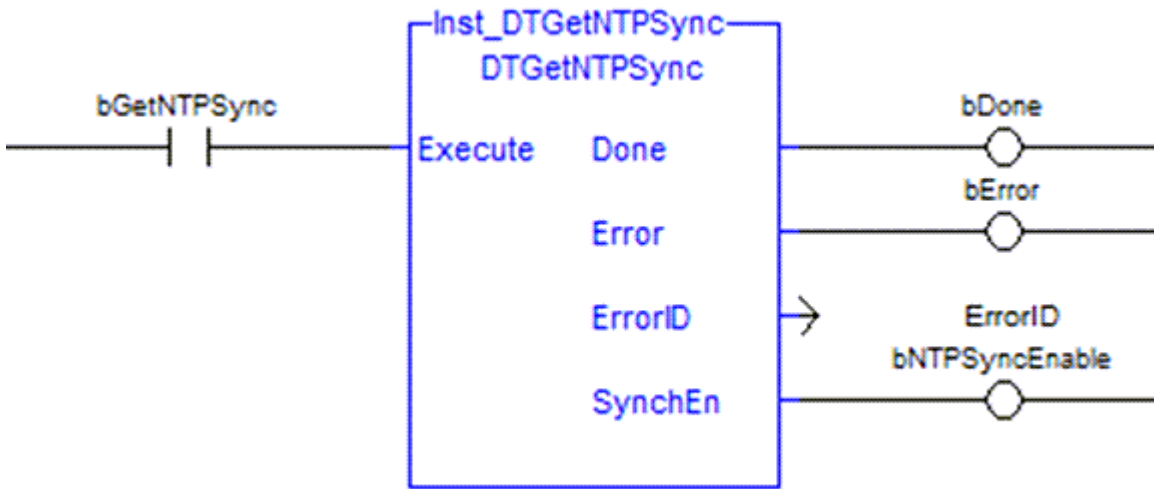 Inst_DTGetNTPSync
DTGetNTPSync
bGetNTPSync
bDone
Execute Done
bError
Error
ErrorID ErrorID
bNTPSyncEnable
SynchEn